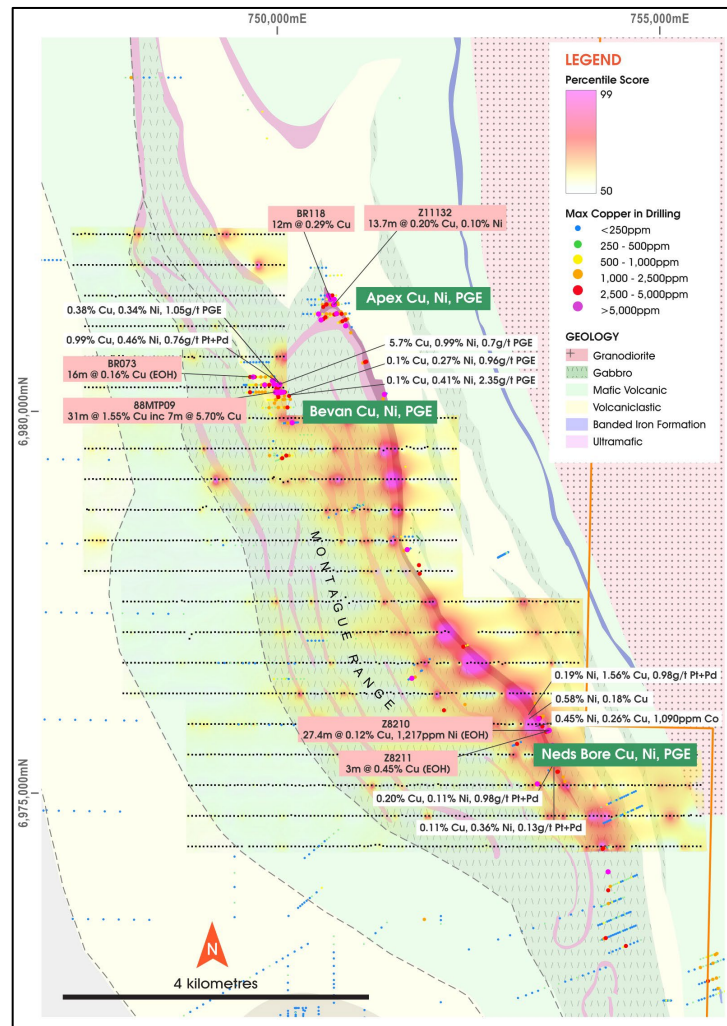 750,000mE
755,000mE
LEGEND
Percentile Score
99
50
Max Copper in Drilling
<250ppm
250 - 500ppm
500 - 1,000ppm
1,000 - 2,500ppm
2,500 - 5,000ppm
>5,000ppm
GEOLOGY
Granodiorite
Gabbro
Mafic Volcanic
Volcaniclastic
Banded Iron Formation
Ultramafic
BR118
12m @ 0.29% Cu
Z11132
13.7m @ 0.20% Cu, 0.10% Ni
Apex Cu, Ni, PGE
0.38% Cu, 0.34% Ni, 1.05g/t PGE
0.99% Cu, 0.46% Ni, 0.76g/t Pt+Pd
5.7% Cu, 0.99% Ni, 0.7g/t PGE
0.1% Cu, 0.27% Ni, 0.96g/t PGE
0.1% Cu, 0.41% Ni, 2.35g/t PGE
BR073
16m @ 0.16% Cu (EOH)
88MTP09
31m @ 1.55% Cu inc 7m @ 5.70% Cu
Bevan Cu, Ni, PGE
6,980,000mN
MONTAGUE RANGE
0.19% Ni, 1.56% Cu, 0.98g/t Pt+Pd
0.58% Ni, 0.18% Cu
0.45% Ni, 0.26% Cu, 1,090ppm Co
Z8210
27.4m @ 0.12% Cu, 1,217ppm Ni (EOH)
Z8211
3m @ 0.45% Cu (EOH)
Neds Bore Cu, Ni, PGE
0.20% Cu, 0.11% Ni, 0.98g/t Pt+Pd
0.11% Cu, 0.36% Ni, 0.13g/t Pt+Pd
6,975,000mN
N
4 kilometres